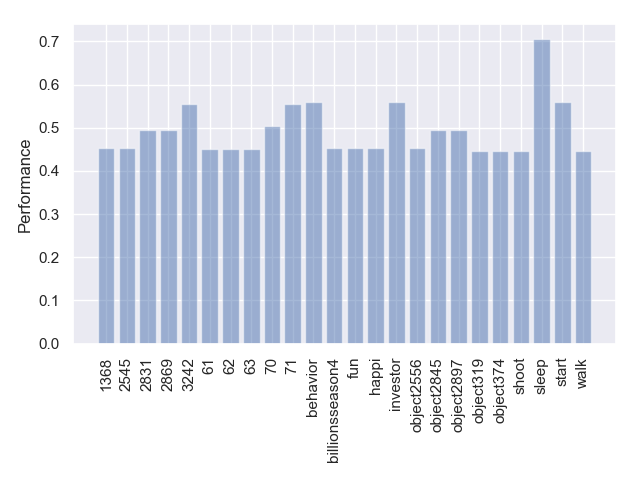 0.7
0.6
0.5
0.4
0.3
0.2
0.1
0.0
Performance
1368
2545
2831
2869
3242
61
62
63
70
71
behavior
billionsseason4
fun
happi
investor
object2556
object2845
object2897
object319
object374
shoot
sleep
start
walk